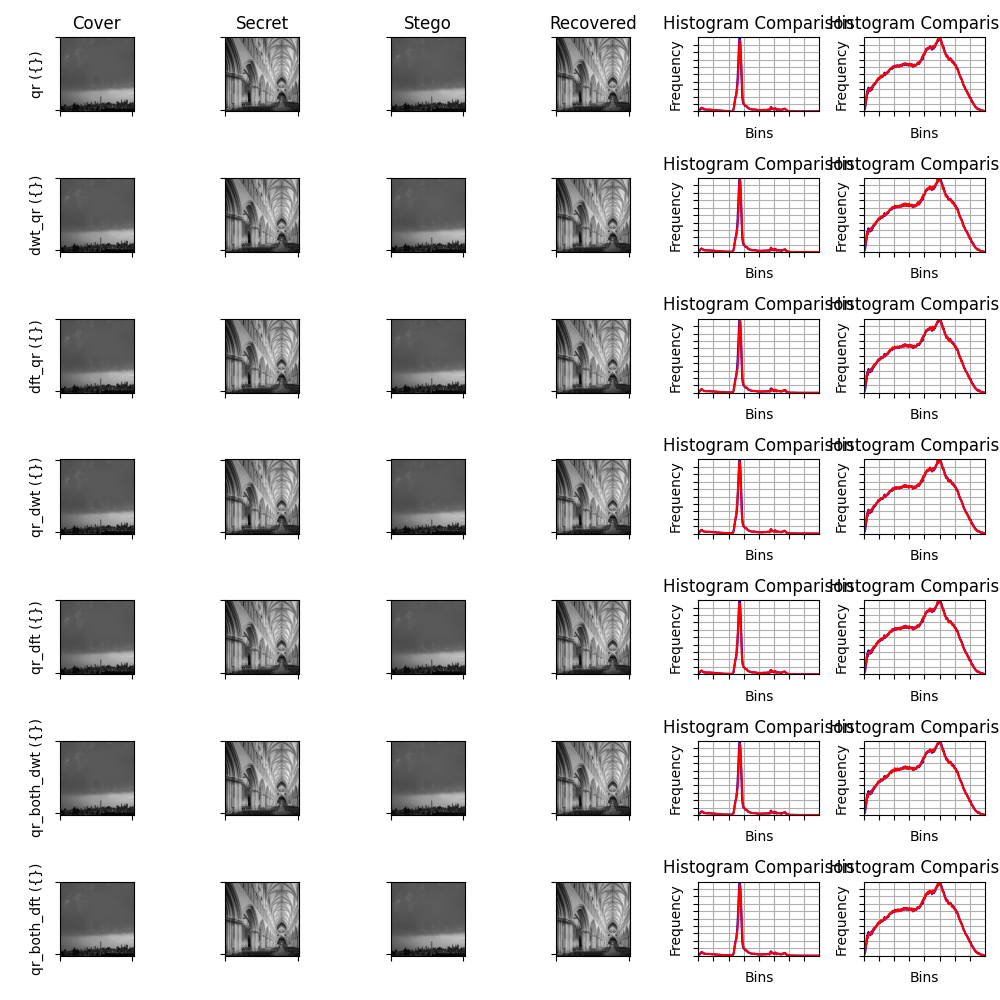 Cover Secret Stego Recovered Histogram Comparison Histogram Comparis
qr ({}) Frequency Frequency
Bins Bins
Histogram Comparison Histogram Comparis
dwt_qr ({}) Frequency Frequency
Bins Bins
Histogram Comparison Histogram Comparis
dft_qr ({}) Frequency Frequency
Bins Bins
Histogram Comparison Histogram Comparis
qr_dwt ({}) Frequency Frequency
Bins Bins
Histogram Comparison Histogram Comparis
qr_dft ({}) Frequency Frequency
Bins Bins
Histogram Comparison Histogram Comparis
qr_both_dwt ({}) Frequency Frequency
Bins Bins
Histogram Comparison Histogram Comparis
qr_both_dft ({}) Frequency Frequency
Bins Bins